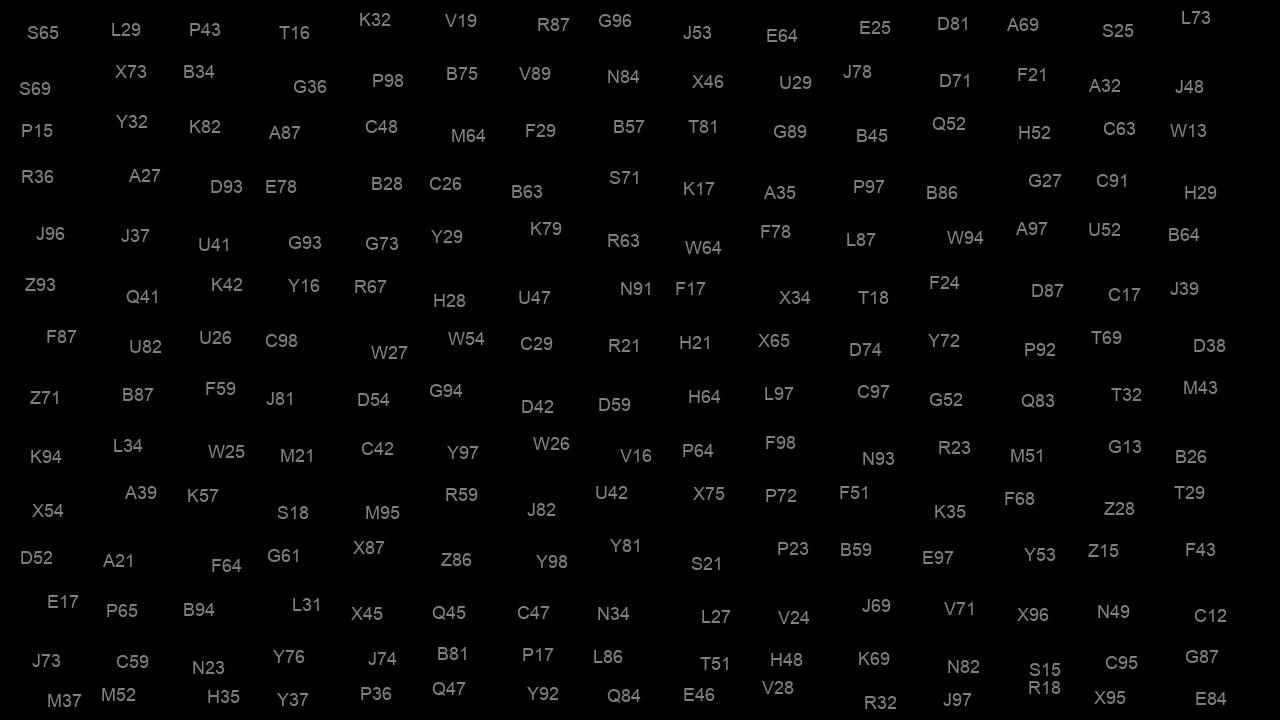 S65 L29 P43 T16 K32 V19 R87 G96 J53 E64 E25 D81 A69 S25 L73
S69 X73 B34 G36 P98 B75 V89 N84 X46 U29 J78 D71 F21 A32 J48
P15 Y32 K82 A87 C48 M64 F29 B57 T81 G89 B45 Q52 H52 C63 W13
R36 A27 D93 E78 B28 C26 B63 S71 K17 A35 P97 B86 G27 C91 H29
J96 J37 U41 G93 G73 Y29 K79 R63 W64 F78 L87 W94 A97 U52 B64
Z93 Q41 K42 Y16 R67 H28 U47 N91 F17 X34 T18 F24 D87 C17 J39
F87 U82 U26 C98 W27 W54 C29 R21 H21 X65 D74 Y72 P92 T69 D38
Z71 B87 F59 J81 D54 G94 D42 D59 H64 L97 C97 G52 Q83 T32 M43
K94 L34 W25 M21 C42 Y97 W26 V16 P64 F98 N93 R23 M51 G13 B26
X54 A39 K57 S18 M95 R59 J82 U42 X75 P72 F51 K35 F68 Z28 T29
D52 A21 F64 G61 X87 Z86 Y98 Y81 S21 P23 B59 E97 Y53 Z15 F43
E17 P65 B94 L31 X45 Q45 C47 N34 L27 V24 J69 V71 X96 N49 C12
J73 C59 N23 Y76 J74 B81 P17 L86 T51 H48 K69 N82 S15 C95 G87
M37 M52 H35 Y37 P36 Q47 Y92 Q84 E46 V28 R32 J97 R18 X95 E84